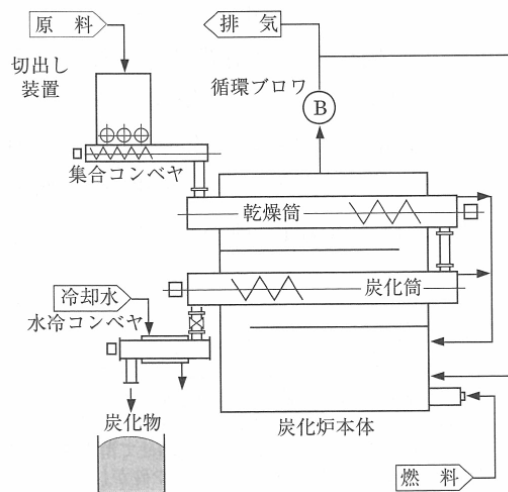 原料
排気
切出し
装置
循環ブロワ
B
集合コンベヤ
乾燥筒
炭化筒
冷却水
水冷コンベヤ
炭化物
炭化炉本体
燃料